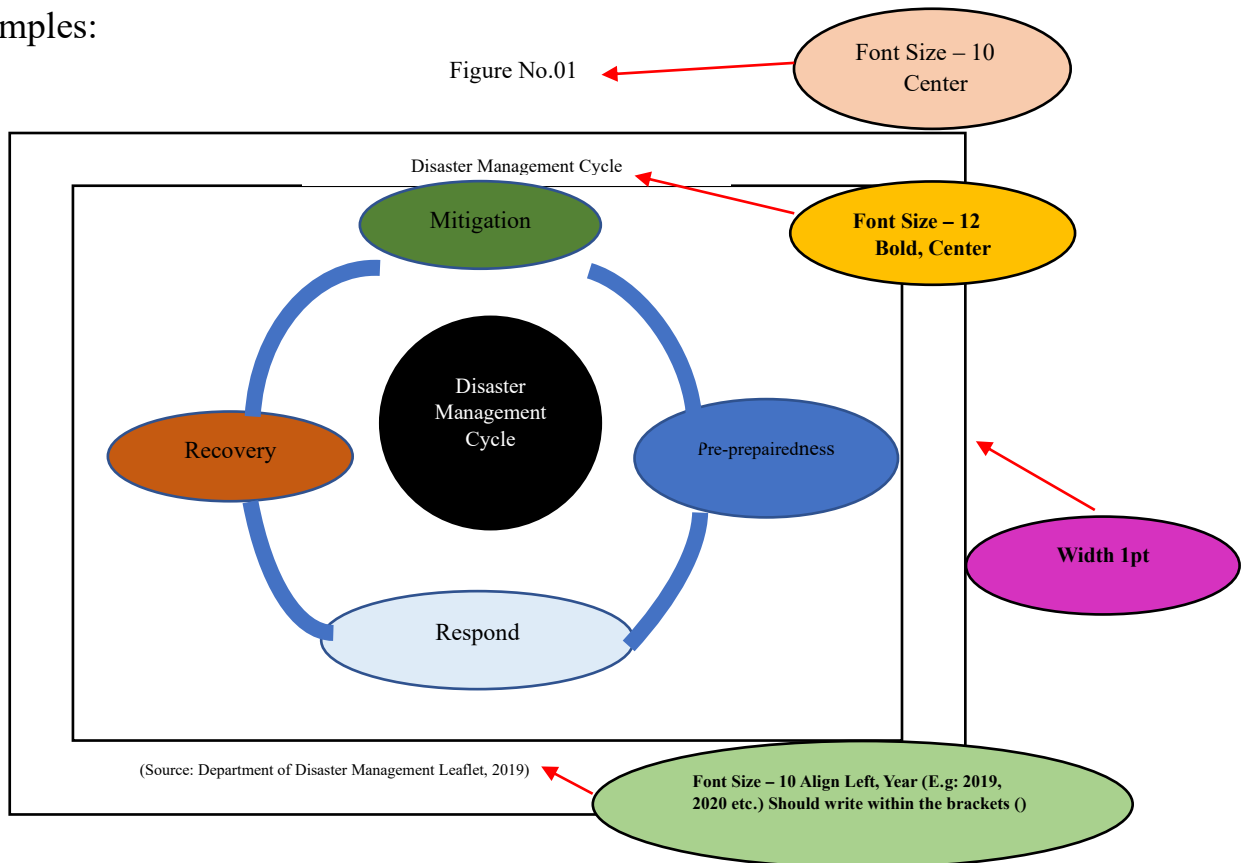 mples:
Font Size – 10
Center
Figure No.01
Disaster Management Cycle
Font Size – 12
Bold, Center
Mitigation
Disaster
Management
Cycle
Recovery
Pre-prepairedness
Width 1pt
Respond
(Source: Department of Disaster Management Leaflet, 2019)
Font Size – 10 Align Left, Year (E.g: 2019,
2020 etc.) Should write within the brackets ()